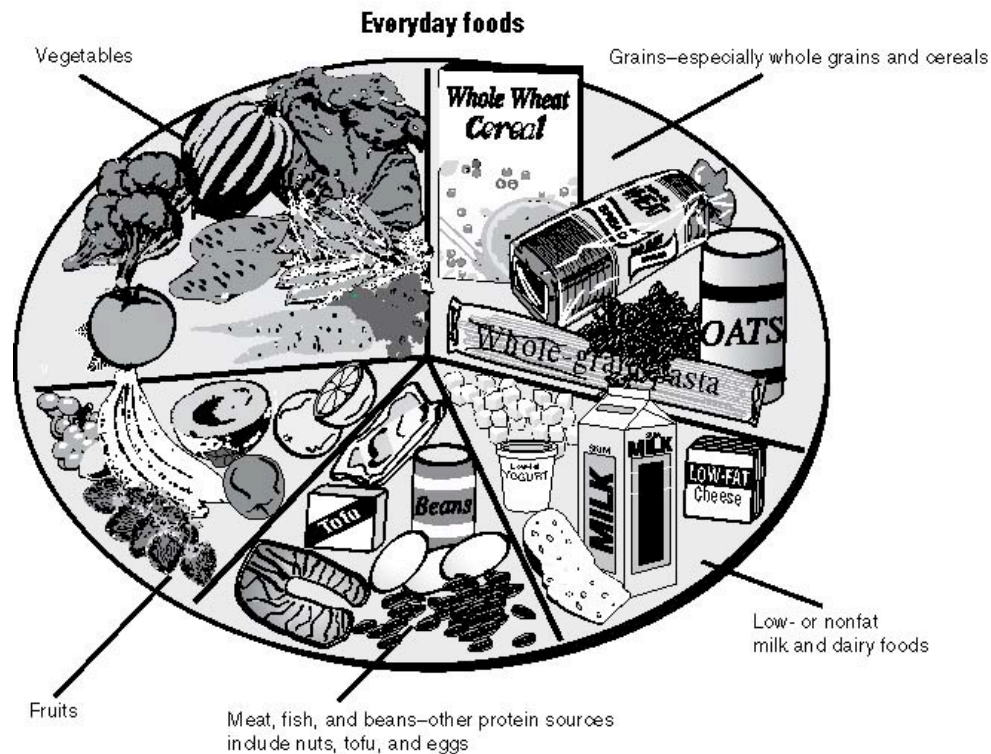 Everyday foods
Vegetables
Grains–especially whole grains and cereals
Whole Wheat
Cereal
OATS
Whole-grain pasta
SKIM
MILK
MILK
YOGURT
LOW-FAT
Cheese
Beans
Tofu
Low- or nonfat
milk and dairy foods
Fruits
Meat, fish, and beans–other protein sources
include nuts, tofu, and eggs